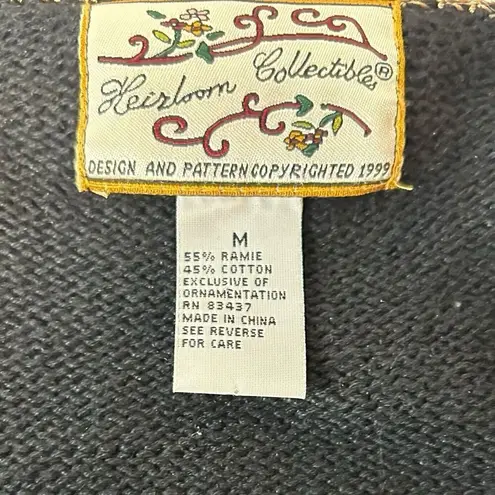 Heirloom Collectibles®
DESIGN AND PATTERN COPYRIGHTED 1999
M
55% RAMIE
45% COTTON
EXCLUSIVE OF
ORNAMENTATION
RN 83437
MADE IN CHINA
SEE REVERSE
FOR CARE